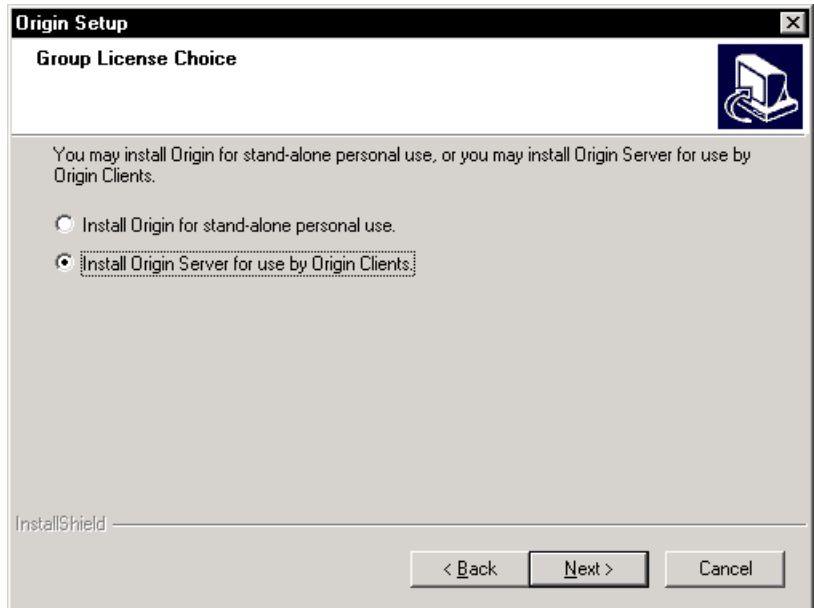 Origin Setup
Group License Choice
You may install Origin for stand-alone personal use, or you may install Origin Server for use by
Origin Clients.
Install Origin for stand-alone personal use.
Install Origin Server for use by Origin Clients.
InstallShield
< Back
Next >
Cancel